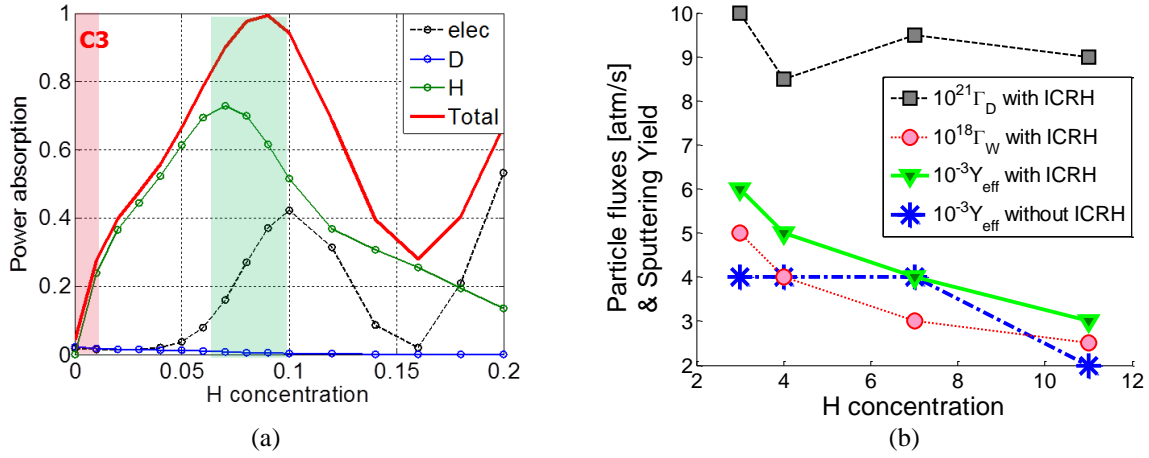 C3
elec
D
H
Total
Power absorption
1
0.8
0.6
0.4
0.2
0
0
0.05
0.1
0.15
0.2
H concentration
(a)
Particle fluxes [atm/s]
& Sputtering Yield
10
9
8
7
6
5
4
3
2
10²¹Γ_D with ICRH
10¹⁸Γ_W with ICRH
10⁻³Y_eff with ICRH
10⁻³Y_eff without ICRH
2
4
6
8
10
12
H concentration
(b)